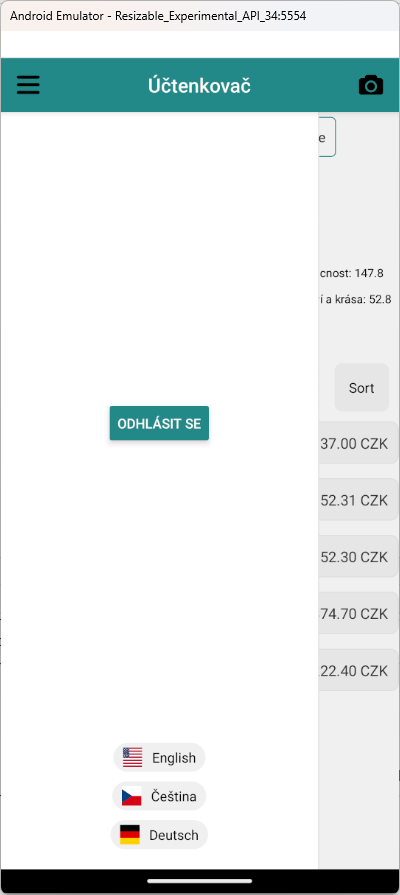 Android Emulator - Resizable_Experimental_API_34:5554
Účtenkovač
e
cnost: 147.8
í a krása: 52.8
Sort
37.00 CZK
52.31 CZK
52.30 CZK
74.70 CZK
22.40 CZK
ODHLÁSIT SE
English
Čeština
Deutsch